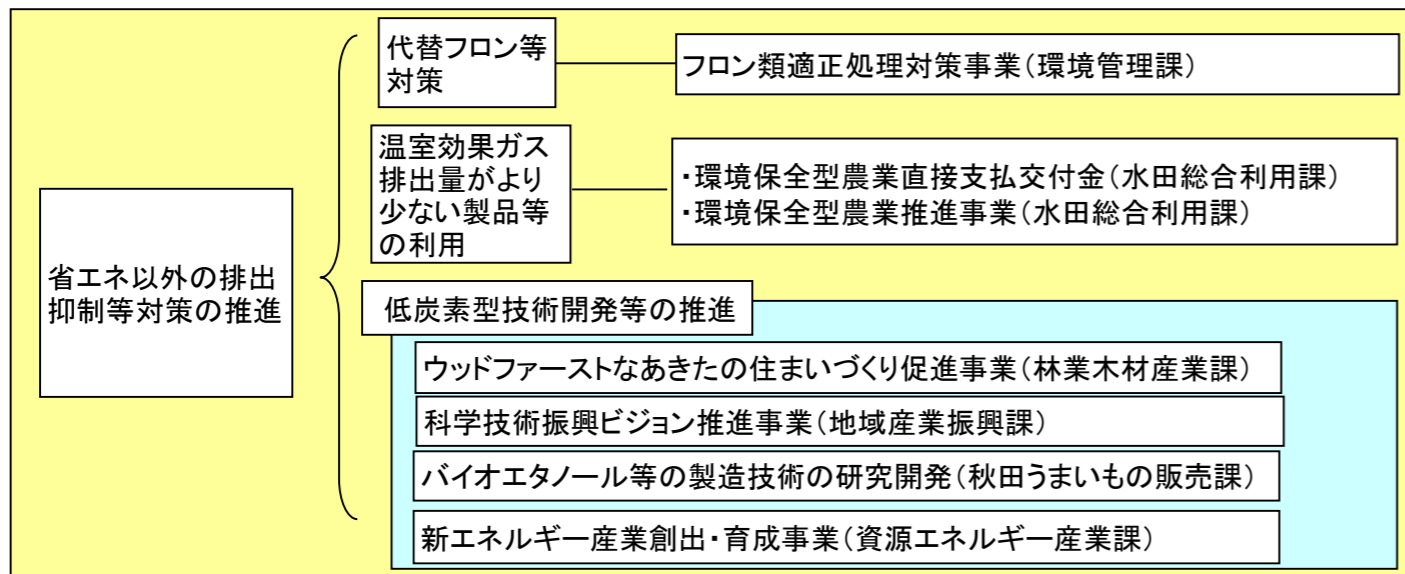 代替フロン等
対策
フロン類適正処理対策事業(環境管理課)
温室効果ガス
排出量がより
少ない製品等
の利用
・環境保全型農業直接支払交付金(水田総合利用課)
・環境保全型農業推進事業(水田総合利用課)
省エネ以外の排出
抑制等対策の推進
低炭素型技術開発等の推進
ウッドファーストなあきたの住まいづくり促進事業(林業木材産業課)
科学技術振興ビジョン推進事業(地域産業振興課)
バイオエタノール等の製造技術の研究開発(秋田うまいもの販売課)
新エネルギー産業創出・育成事業(資源エネルギー産業課)